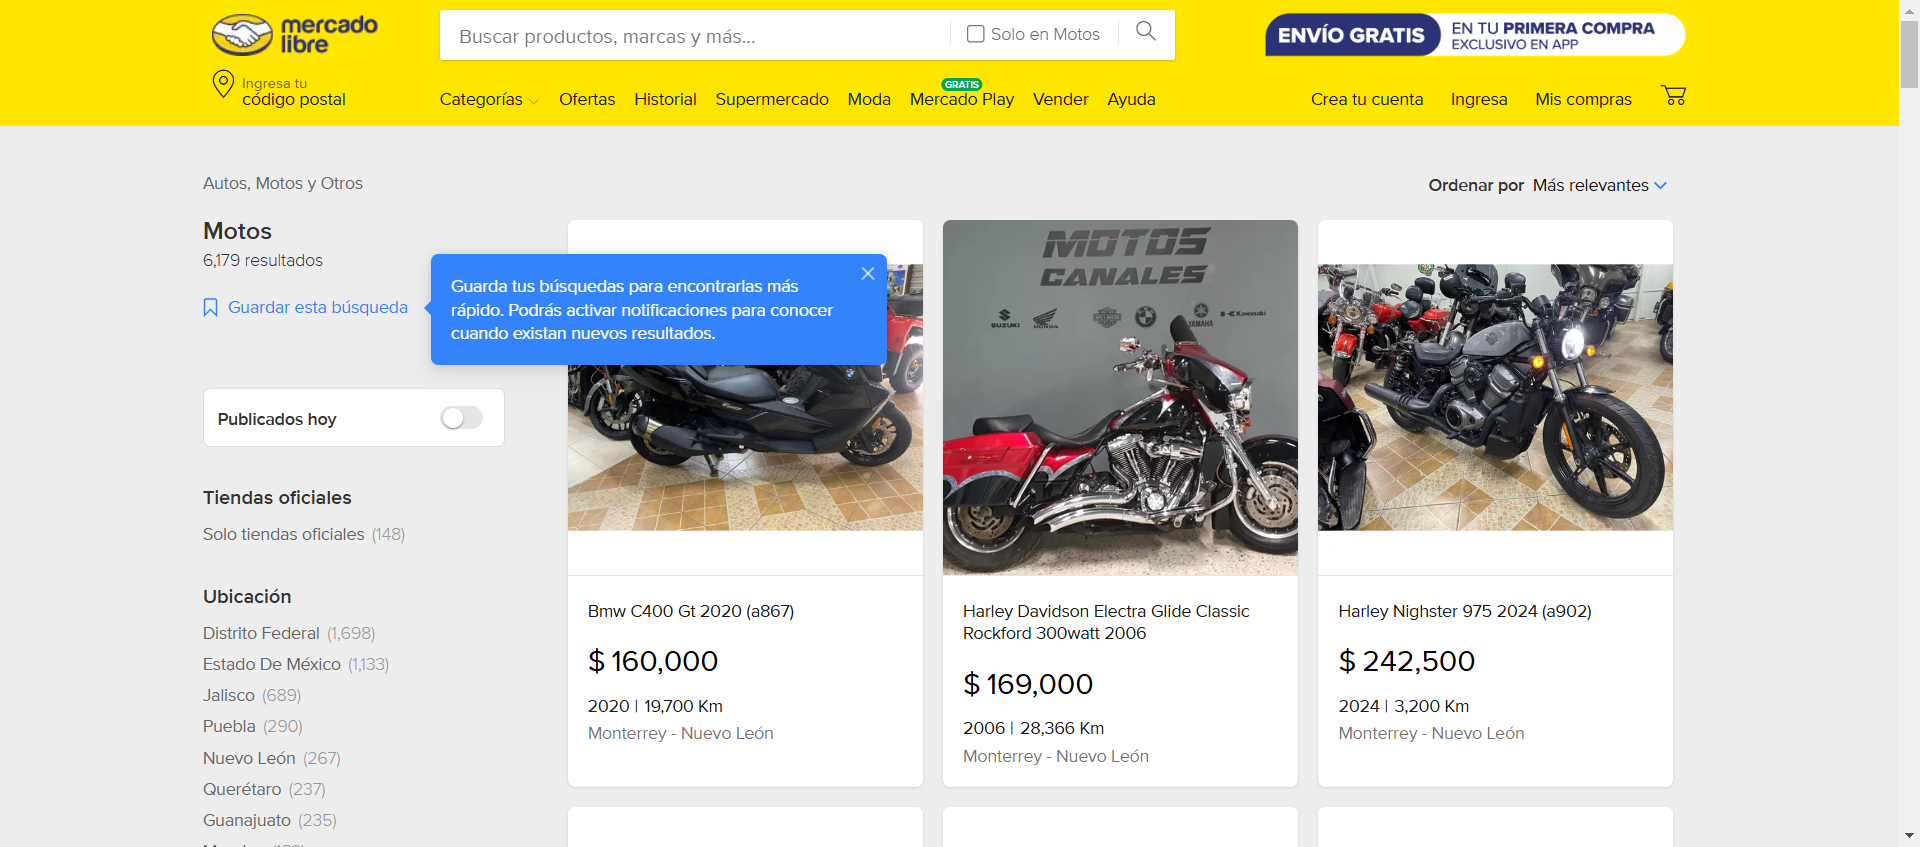 mercado
libre
Buscar productos, marcas y más...
Solo en Motos
ENVÍO GRATIS
EN TU PRIMERA COMPRA
EXCLUSIVO EN APP
Ingresa tu
código postal
Categorías
Ofertas
Historial
Supermercado
Moda
GRATIS
Mercado Play
Vender
Ayuda
Crea tu cuenta
Ingresa
Mis compras
Autos, Motos y Otros
Ordenar por Más relevantes
Motos
6,179 resultados
Guardar esta búsqueda
Guarda tus búsquedas para encontrarlas más
rápido. Podrás activar notificaciones para conocer
cuando existan nuevos resultados.
Publicados hoy
Tiendas oficiales
Solo tiendas oficiales (148)
Ubicación
Distrito Federal (1,698)
Estado De México (1,133)
Jalisco (689)
Puebla (290)
Nuevo León (267)
Querétaro (237)
Guanajuato (235)
Bmw C400 Gt 2020 (a867)
$ 160,000
2020 | 19,700 Km
Monterrey - Nuevo León
MOTOS
CANALES
SUZUKI
HONDA
YAMAHA
Kawasaki
Harley Davidson Electra Glide Classic
Rockford 300watt 2006
$ 169,000
2006 | 28,366 Km
Monterrey - Nuevo León
Harley Nighster 975 2024 (a902)
$ 242,500
2024 | 3,200 Km
Monterrey - Nuevo León